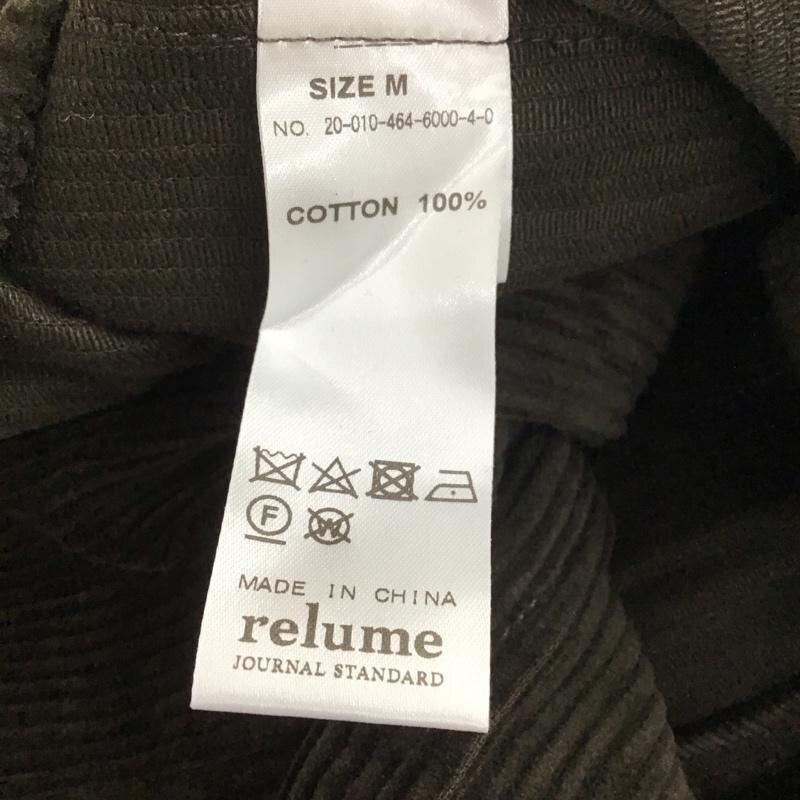 SIZE M
NO. 20-010-464-6000-4-0
COTTON 100%
F W
MADE IN CHINA
relume
JOURNAL STANDARD